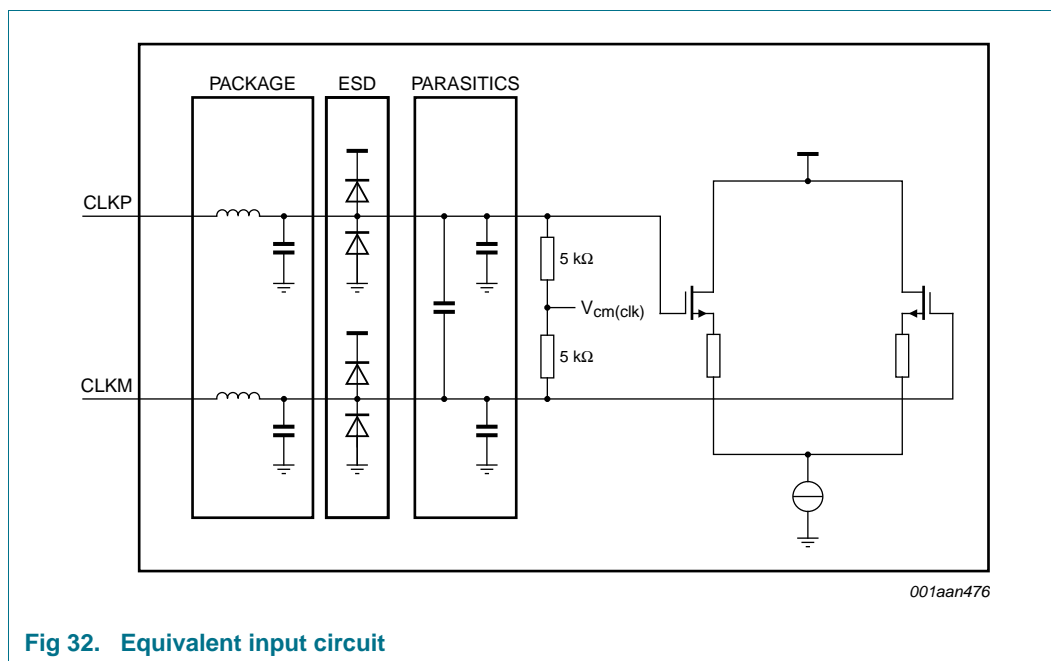 PACKAGE ESD PARASITICS
CLKP
5 kΩ
Vcm(clk)
5 kΩ
CLKM
001aan476
Fig 32. Equivalent input circuit